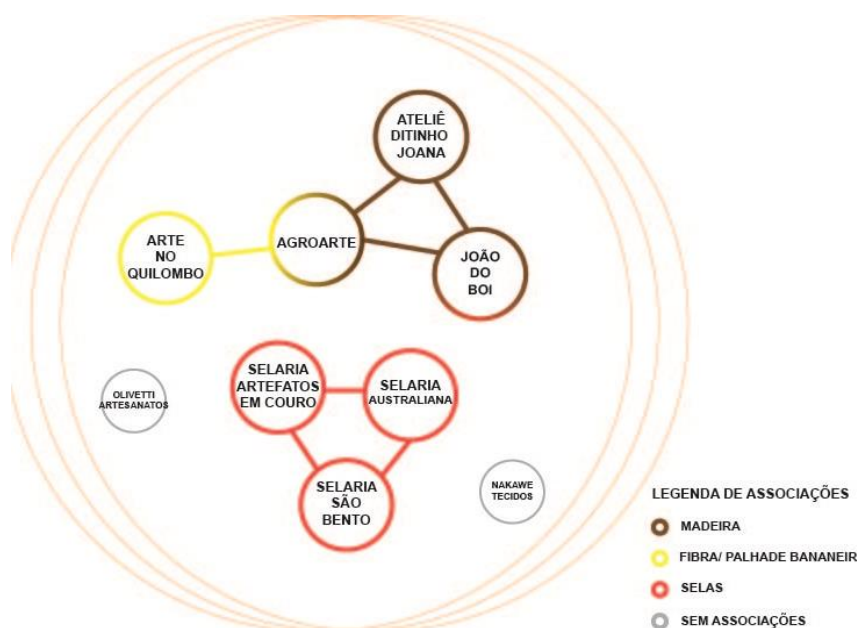 ATELIÊ
DITINHO
JOANA
ARTE
NO
QUILOMBO
AGROARTE
JOÃO
DO
BOI
SELARIA
ARTEFATOS
EM COURO
SELARIA
AUSTRALIANA
OLIVETTI
ARTESANATOS
SELARIA
SÃO
BENTO
NAKAWE
TECIDOS
LEGENDA DE ASSOCIAÇÕES
MADEIRA
FIBRA/ PALHADE BANANEIR
SELAS
SEM ASSOCIAÇÕES